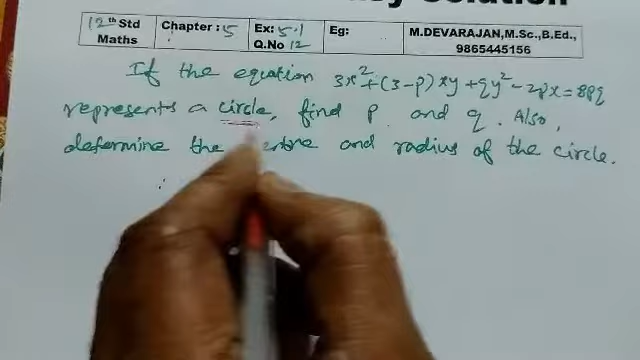 Solution
12th Std Maths Chapter : 5 Ex: 5.1 Q.No 12 Eg: M.DEVARAJAN,M.Sc.,B,Ed., 9865445156
If the equation 3x²+(3-p)xy+qy²-2px=8pq
represents a circle, find p and q. Also,
determine the and radius of the circle.